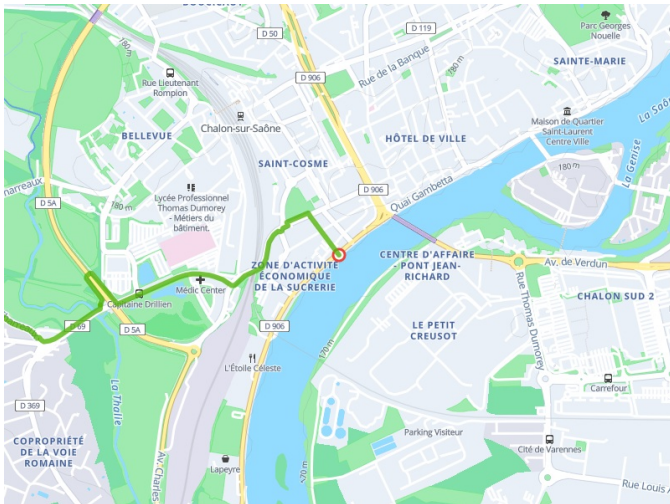 D 50
D 119
Parc Georges
Nouelle
180 m
D 906
Rue de la Banque
180 m
SAINTE-MARIE
Rue Lieutenant
Rompion
Maison de Quartier
Saint-Laurent
Centre Ville
La Saône
BELLEVUE
Chalon-sur-Saône
HÔTEL DE VILLE
SAINT-COSME
La Genise
180 m
D 906
Quai Gambetta
Lycée Professionnel
Thomas Dumorey
- Métiers du
bâtiment.
D 5A
180 m
ZONE D'ACTIVITÉ
ÉCONOMIQUE
DE LA SUCRERIE
CENTRE D'AFFAIRE
- PONT JEAN-
RICHARD
Av. de Verdun
Médic Center
Capitaine Drillien
CHALON SUD 2
Rue Thomas Dumorey
D 69
D 5A
D 906
LE PETIT
CREUSOT
170 m
L'Étoile Céleste
La Thalie
Carrefour
D 369
Parking Visiteur
COPROPRIÉTÉ
DE LA VOIE
ROMAINE
Cité de Varennes
Av. Charles
Lapeyre
170 m
Rue Louis